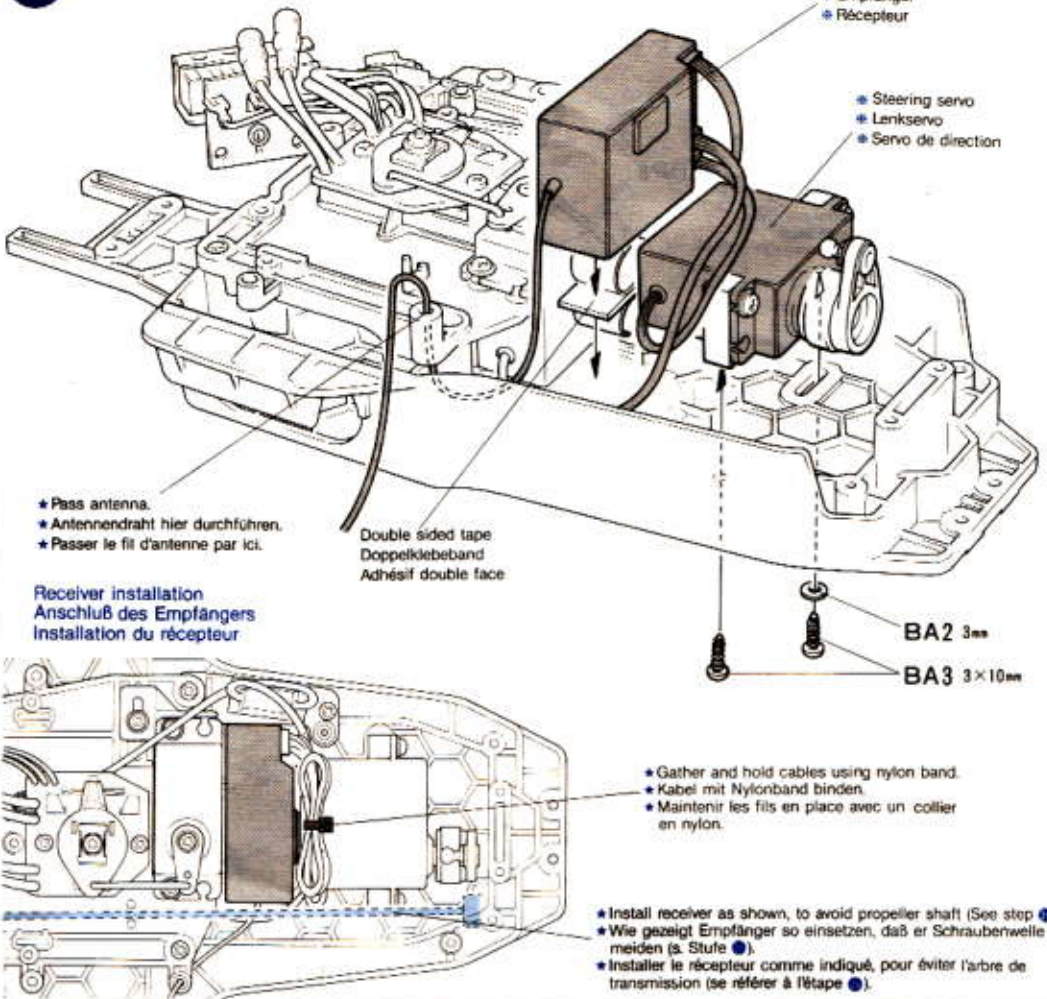 Récepteur
Steering servo
Lenkservo
Servo de direction
★ Pass antenna.
★ Antennendraht hier durchführen.
★ Passer le fil d'antenne par ici.
Double sided tape
Doppelklebeband
Adhésif double face
Receiver installation
Anschluß des Empfängers
Installation du récepteur
BA2 3mm
BA3 3×10mm
★ Gather and hold cables using nylon band.
★ Kabel mit Nylonband binden.
★ Maintenir les fils en place avec un collier
en nylon.
★ Install receiver as shown, to avoid propeller shaft (See step
★ Wie gezeigt Empfänger so einsetzen, daß er Schraubenwelle
meiden (s. Stufe ●).
★ Installer le récepteur comme indiqué, pour éviter l'arbre de
transmission (se référer à l'étape ●).